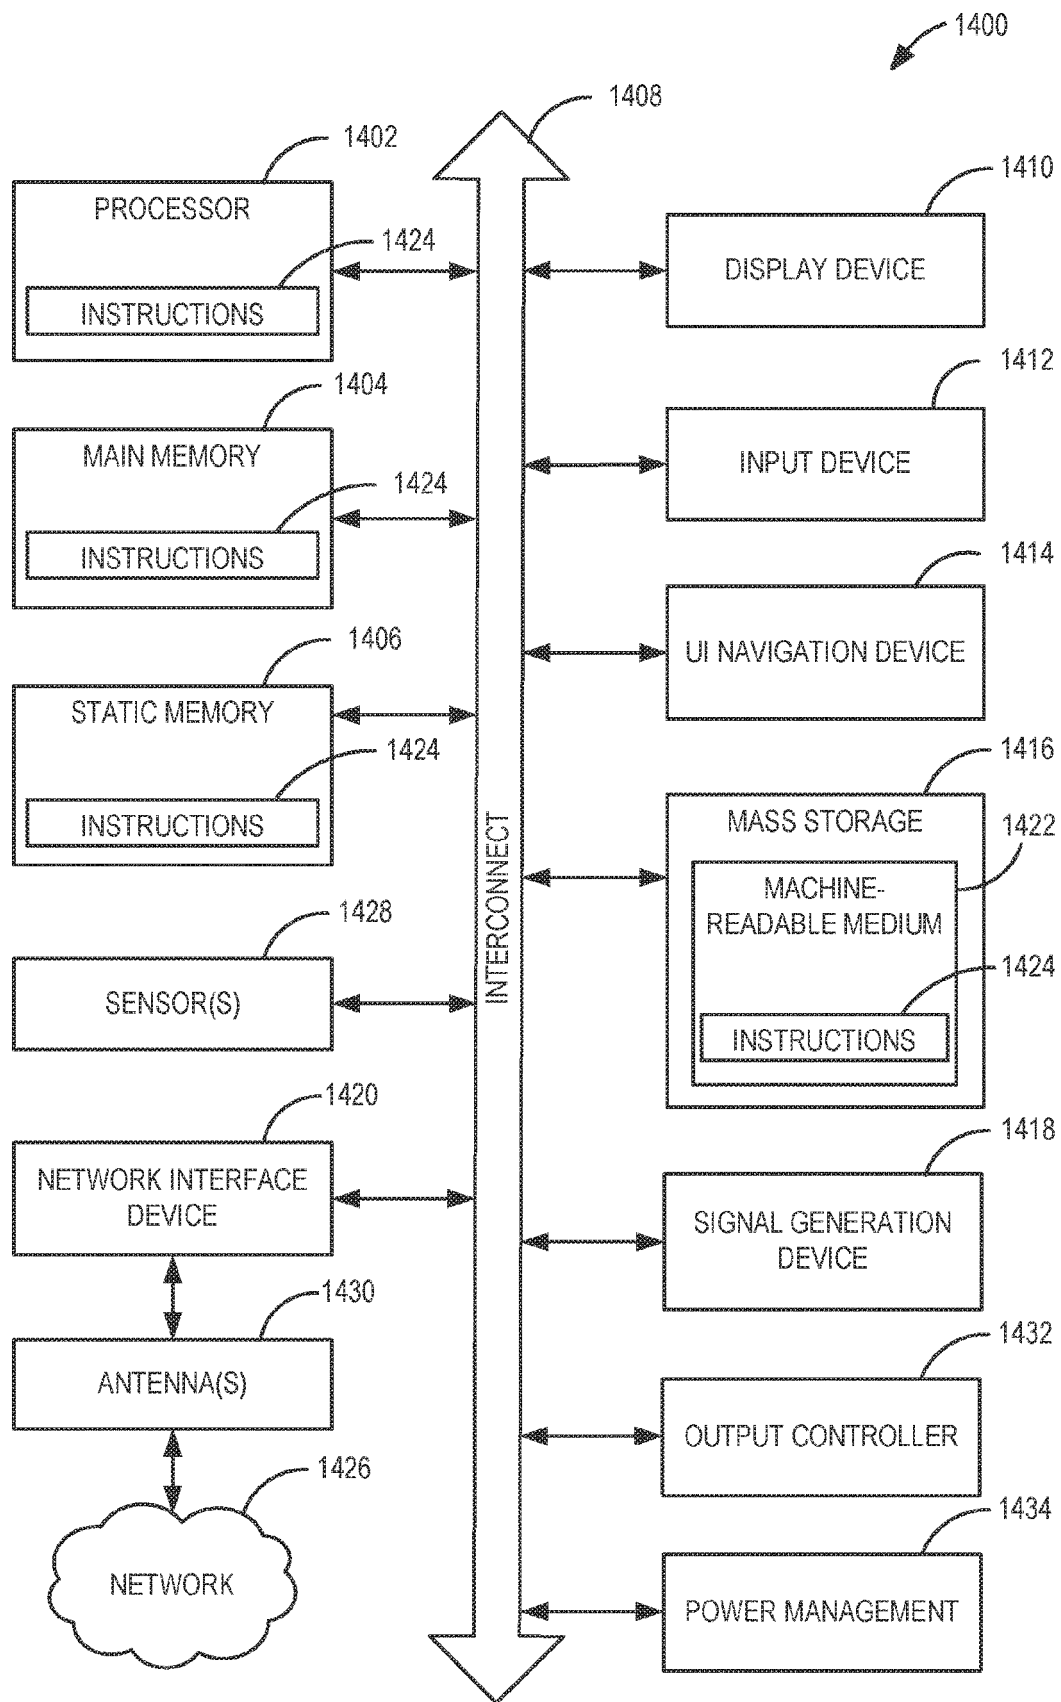 1400
1408
1402
PROCESSOR
1424
INSTRUCTIONS
1404
MAIN MEMORY
1424
INSTRUCTIONS
1406
STATIC MEMORY
1424
INSTRUCTIONS
1428
SENSOR(S)
1420
NETWORK INTERFACE
DEVICE
1430
ANTENNA(S)
1426
NETWORK
INTERCONNECT
1410
DISPLAY DEVICE
1412
INPUT DEVICE
1414
UI NAVIGATION DEVICE
1416
MASS STORAGE
1422
MACHINE-
READABLE MEDIUM
1424
INSTRUCTIONS
1418
SIGNAL GENERATION
DEVICE
1432
OUTPUT CONTROLLER
1434
POWER MANAGEMENT